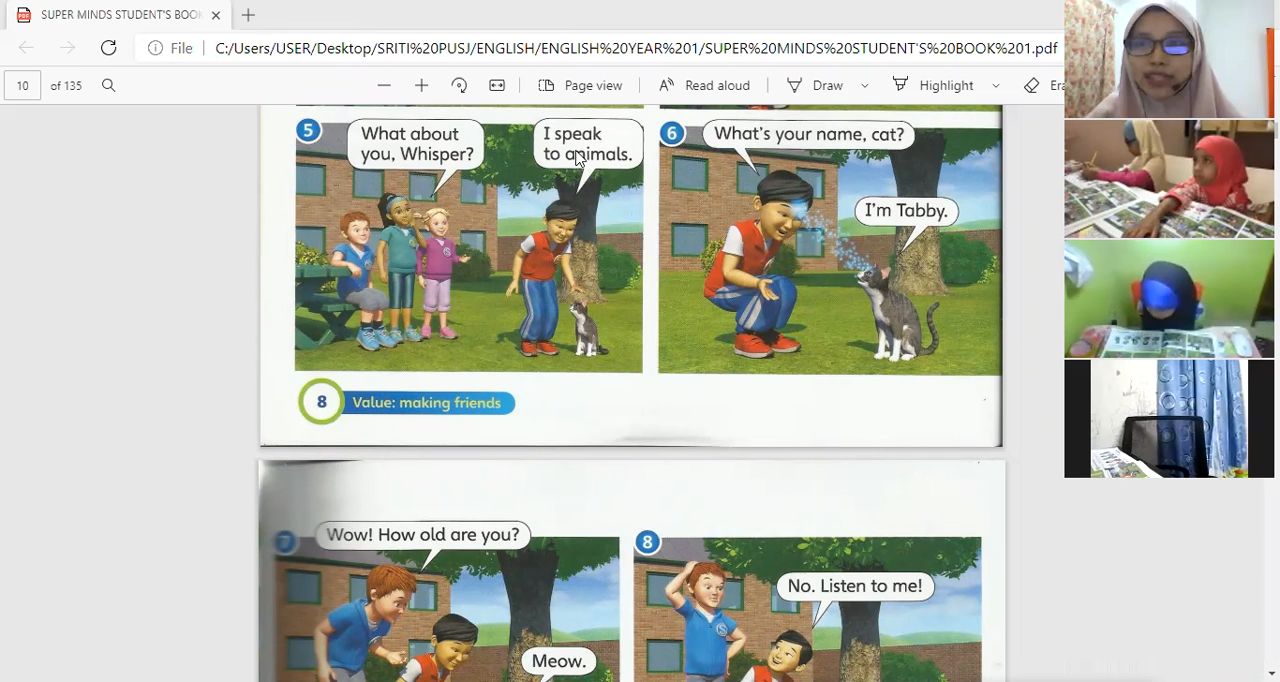 SUPER MINDS STUDENT'S BOOK
File
C:/Users/USER/Desktop/SRITI%20PUSJ/ENGLISH/ENGLISH%20YEAR%201/SUPER%20MINDS%20STUDENT'S%20BOOK%201.pdf
10
of 135
Page view
Read aloud
Draw
Highlight
5
What about
you, Whisper?
I speak
to animals.
6
What's your name, cat?
I'm Tabby.
8
Value: making friends
7
Wow! How old are you?
Meow.
8
No. Listen to me!